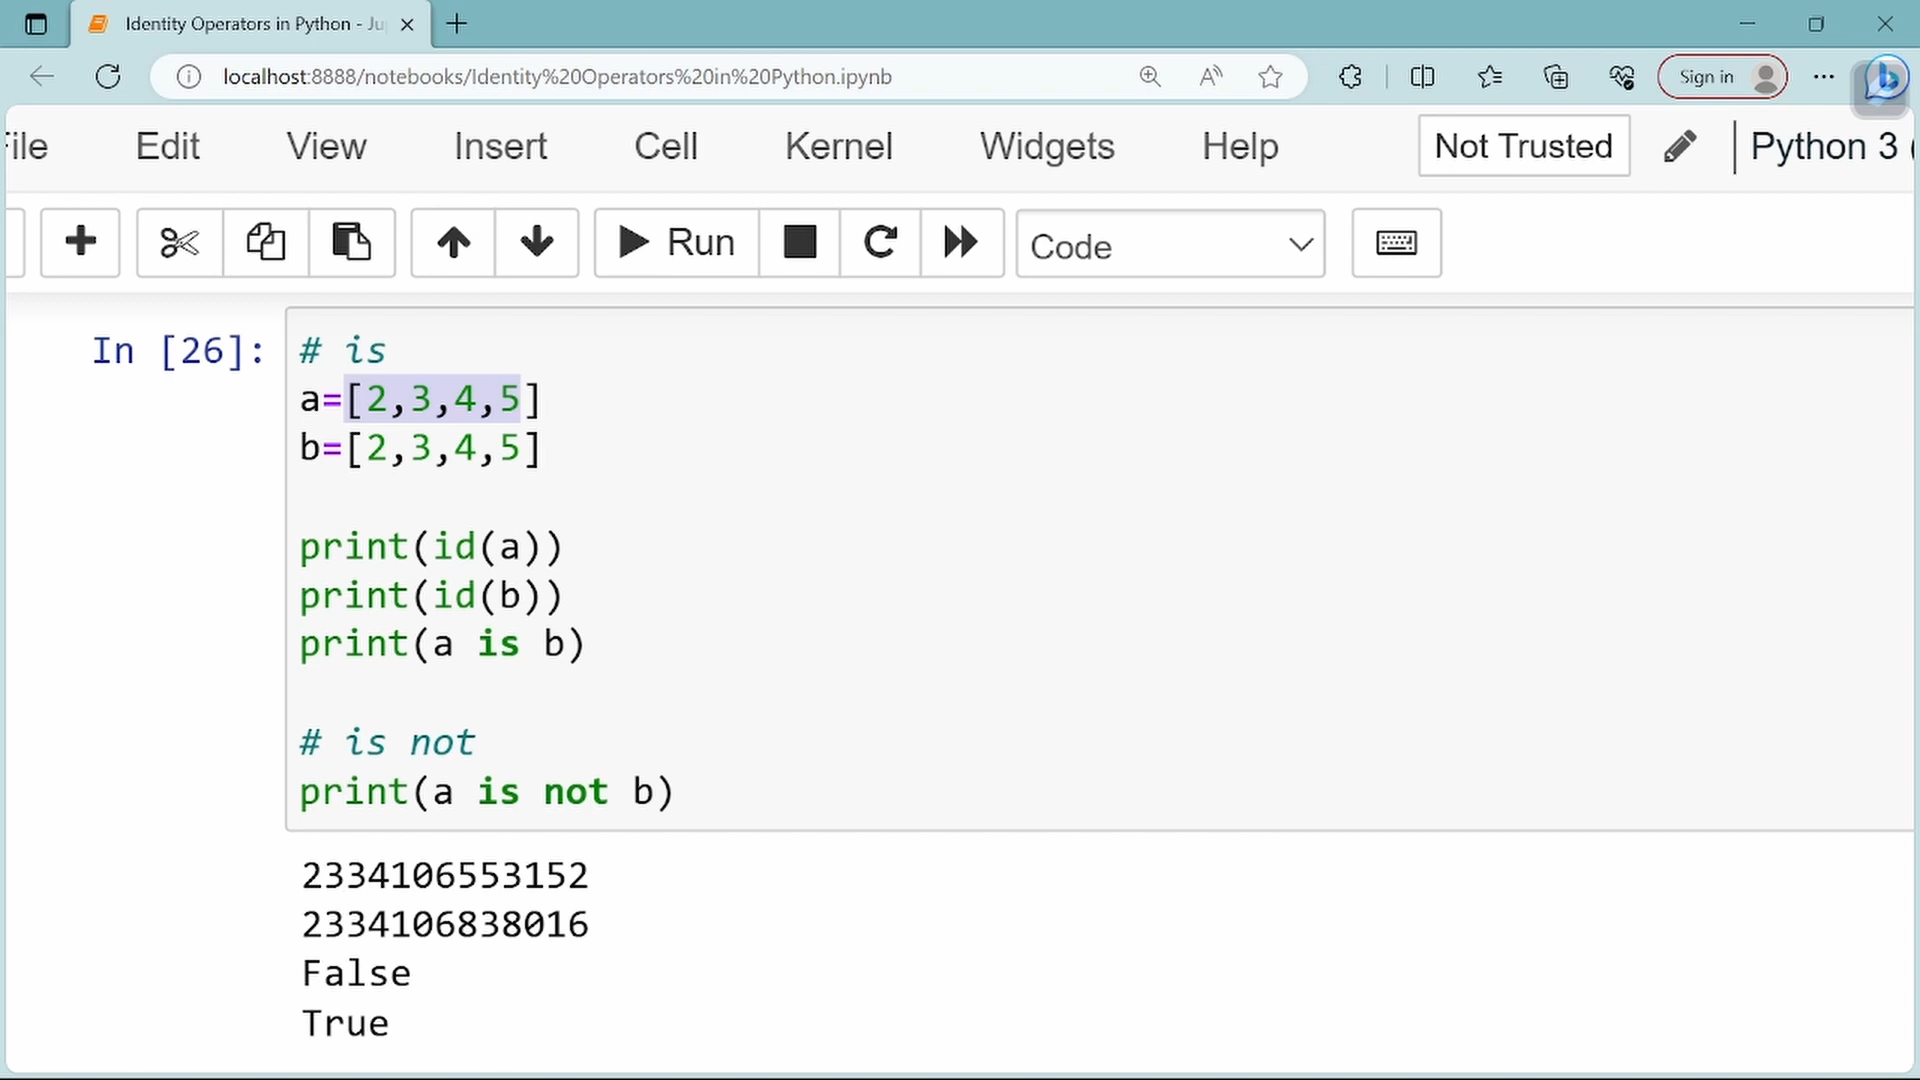 Identity Operators in Python - Ju
localhost:8888/notebooks/Identity%20Operators%20in%20Python.ipynb
Sign in
File Edit View Insert Cell Kernel Widgets Help Not Trusted Python 3 (
Run Code
In [26]: # is
a=[2,3,4,5]
b=[2,3,4,5]
print(id(a))
print(id(b))
print(a is b)
# is not
print(a is not b)
2334106553152
2334106838016
False
True